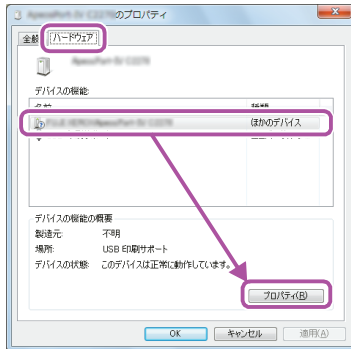 のプロパティ
全般 ハードウェア
デバイスの機能:
ほかのデバイス
デバイスの機能の概要
製造元: 不明
場所: USB 印刷サポート
デバイスの状態: このデバイスは正常に動作しています。
プロパティ(R)
OK キャンセル 適用(A)